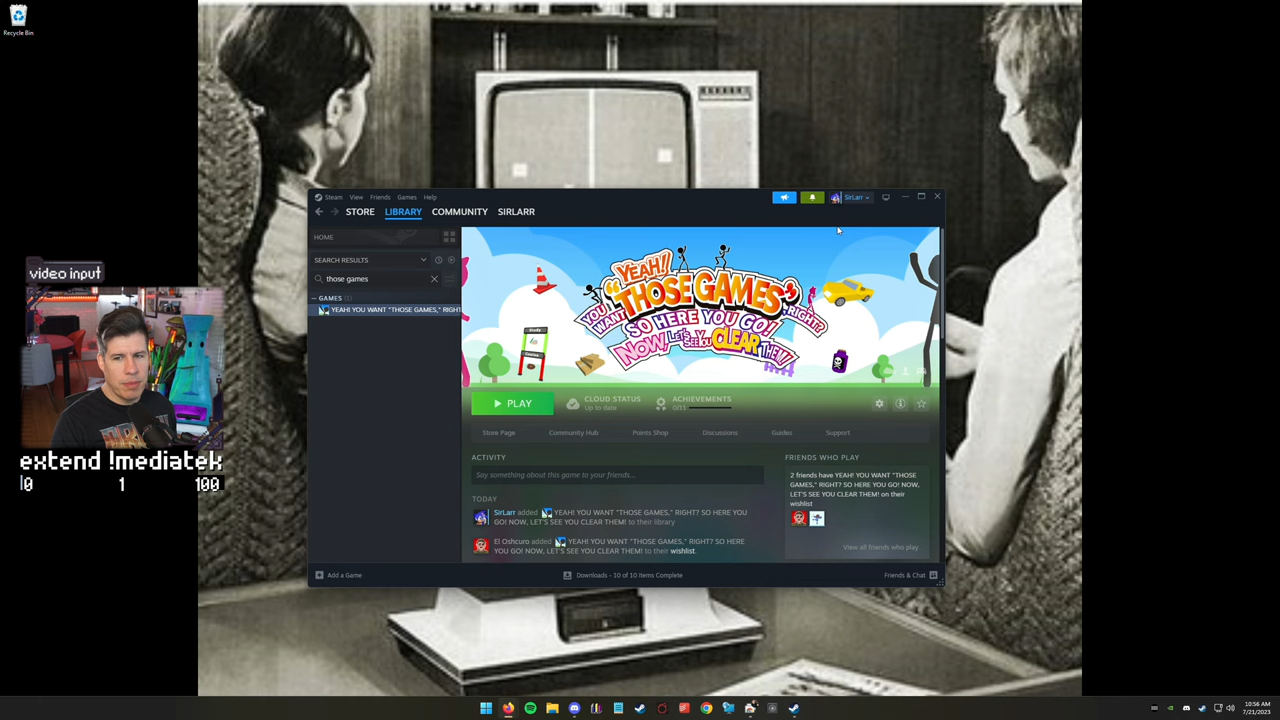 Recycle Bin
Steam View Friends Games Help
SirLarr
STORE LIBRARY COMMUNITY SIRLARR
HOME
SEARCH RESULTS
those games
GAMES (1)
YEAH! YOU WANT "THOSE GAMES," RIGHT
YEAH!
YOU WANT "THOSE GAMES," RIGHT?
SO HERE YOU GO!
NOW, LET'S SEE YOU CLEAR THEM!
PLAY
CLOUD STATUS
Up to date
ACHIEVEMENTS
0/11
Store Page Community Hub Points Shop Discussions Guides Support
ACTIVITY
Say something about this game to your friends...
TODAY
SirLarr added YEAH! YOU WANT "THOSE GAMES," RIGHT? SO HERE YOU
GO! NOW, LET'S SEE YOU CLEAR THEM! to their library
El Oshcuro added YEAH! YOU WANT "THOSE GAMES," RIGHT? SO HERE
YOU GO! NOW, LET'S SEE YOU CLEAR THEM! to their wishlist.
FRIENDS WHO PLAY
2 friends have YEAH! YOU WANT "THOSE
GAMES," RIGHT? SO HERE YOU GO! NOW,
LET'S SEE YOU CLEAR THEM! on their
wishlist
View all friends who play
Add a Game
Downloads - 10 of 10 Items Complete
Friends & Chat
video input
extend !mediatek
0 1 100
10:56 AM
7/21/2023